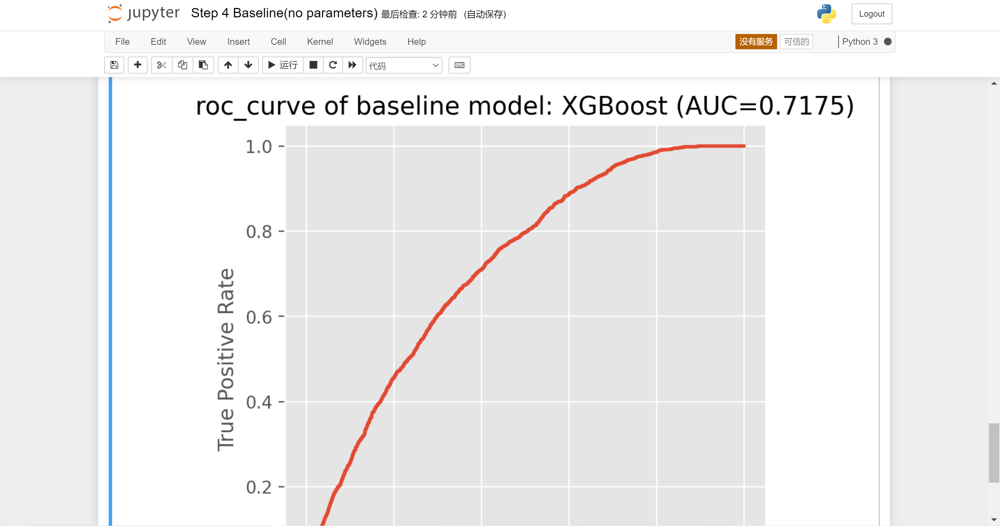 jupyter Step 4 Baseline(no parameters) 最后检查: 2 分钟前 (自动保存) Logout
File Edit View Insert Cell Kernel Widgets Help 没有服务 可信的 Python 3
运行 代码
roc_curve of baseline model: XGBoost (AUC=0.7175)
1.0
0.8
0.6
0.4
0.2
True Positive Rate